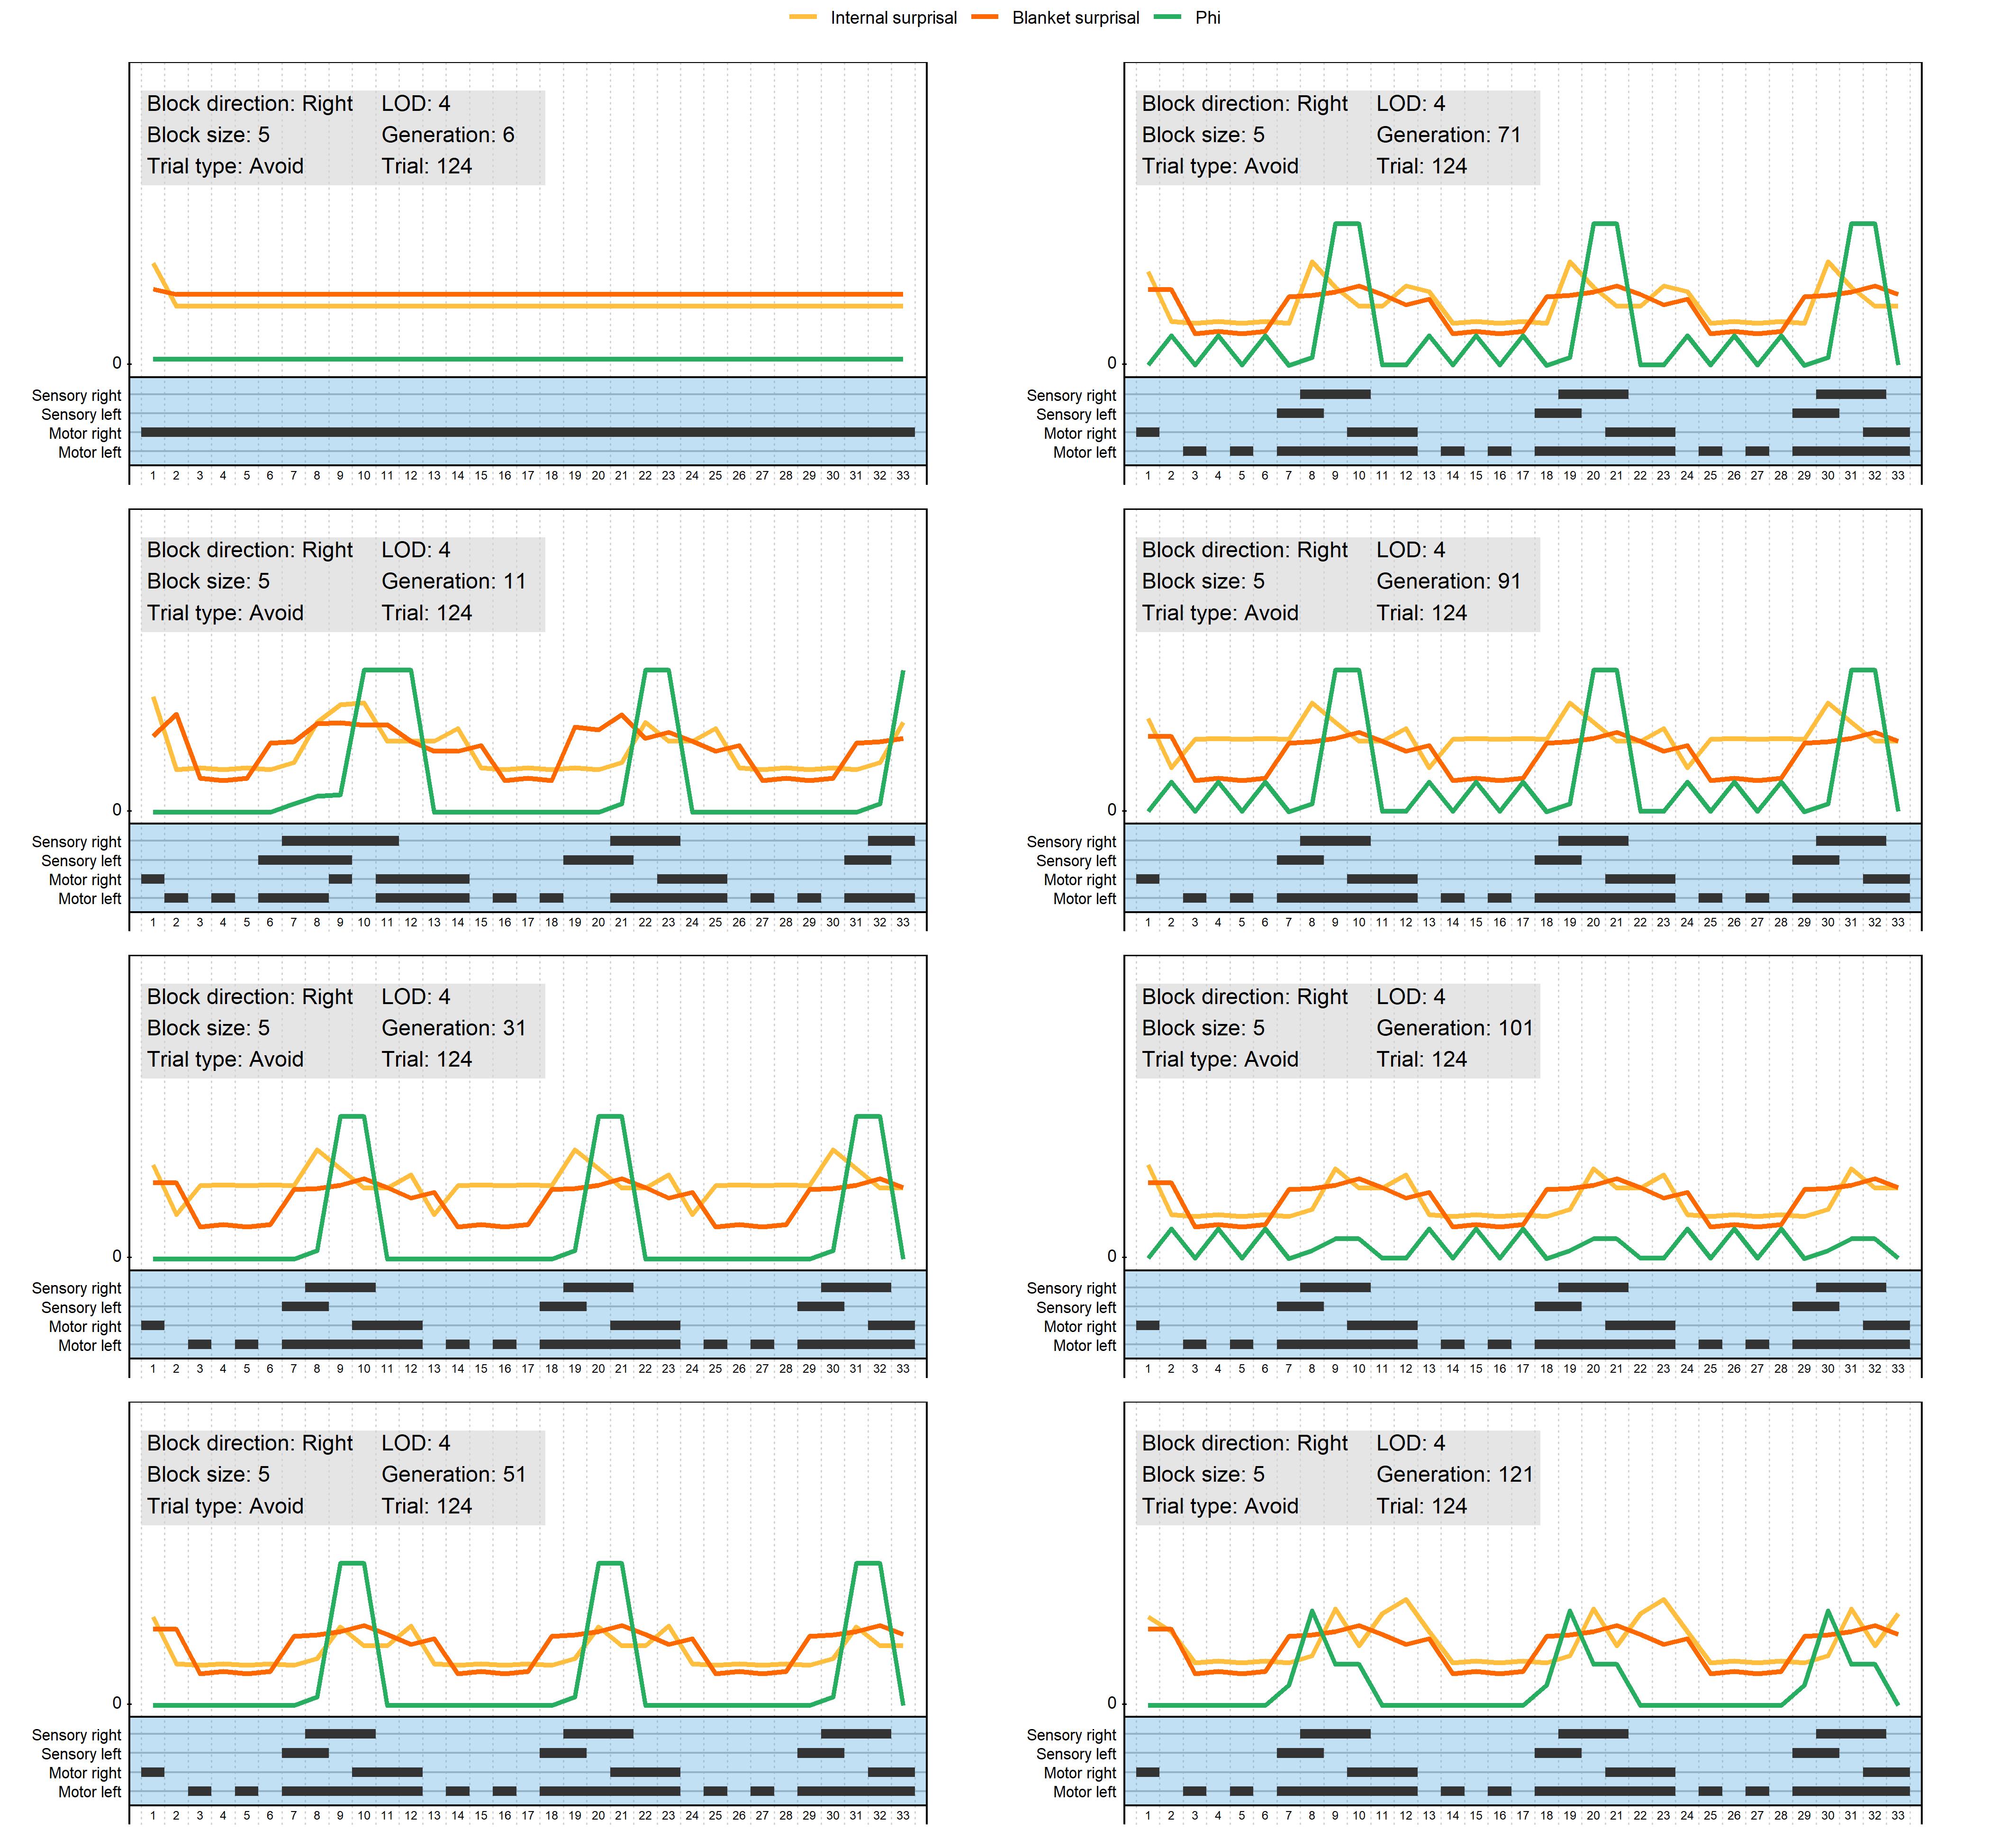 Internal surprisal Blanket surprisal Phi
Block direction: Right LOD: 4
Block size: 5 Generation: 6
Trial type: Avoid Trial: 124
0
Sensory right
Sensory left
Motor right
Motor left
1 2 3 4 5 6 7 8 9 10 11 12 13 14 15 16 17 18 19 20 21 22 23 24 25 26 27 28 29 30 31 32 33
Block direction: Right LOD: 4
Block size: 5 Generation: 71
Trial type: Avoid Trial: 124
0
Sensory right
Sensory left
Motor right
Motor left
1 2 3 4 5 6 7 8 9 10 11 12 13 14 15 16 17 18 19 20 21 22 23 24 25 26 27 28 29 30 31 32 33
Block direction: Right LOD: 4
Block size: 5 Generation: 11
Trial type: Avoid Trial: 124
0
Sensory right
Sensory left
Motor right
Motor left
1 2 3 4 5 6 7 8 9 10 11 12 13 14 15 16 17 18 19 20 21 22 23 24 25 26 27 28 29 30 31 32 33
Block direction: Right LOD: 4
Block size: 5 Generation: 91
Trial type: Avoid Trial: 124
0
Sensory right
Sensory left
Motor right
Motor left
1 2 3 4 5 6 7 8 9 10 11 12 13 14 15 16 17 18 19 20 21 22 23 24 25 26 27 28 29 30 31 32 33
Block direction: Right LOD: 4
Block size: 5 Generation: 31
Trial type: Avoid Trial: 124
0
Sensory right
Sensory left
Motor right
Motor left
1 2 3 4 5 6 7 8 9 10 11 12 13 14 15 16 17 18 19 20 21 22 23 24 25 26 27 28 29 30 31 32 33
Block direction: Right LOD: 4
Block size: 5 Generation: 101
Trial type: Avoid Trial: 124
0
Sensory right
Sensory left
Motor right
Motor left
1 2 3 4 5 6 7 8 9 10 11 12 13 14 15 16 17 18 19 20 21 22 23 24 25 26 27 28 29 30 31 32 33
Block direction: Right LOD: 4
Block size: 5 Generation: 51
Trial type: Avoid Trial: 124
0
Sensory right
Sensory left
Motor right
Motor left
1 2 3 4 5 6 7 8 9 10 11 12 13 14 15 16 17 18 19 20 21 22 23 24 25 26 27 28 29 30 31 32 33
Block direction: Right LOD: 4
Block size: 5 Generation: 121
Trial type: Avoid Trial: 124
0
Sensory right
Sensory left
Motor right
Motor left
1 2 3 4 5 6 7 8 9 10 11 12 13 14 15 16 17 18 19 20 21 22 23 24 25 26 27 28 29 30 31 32 33